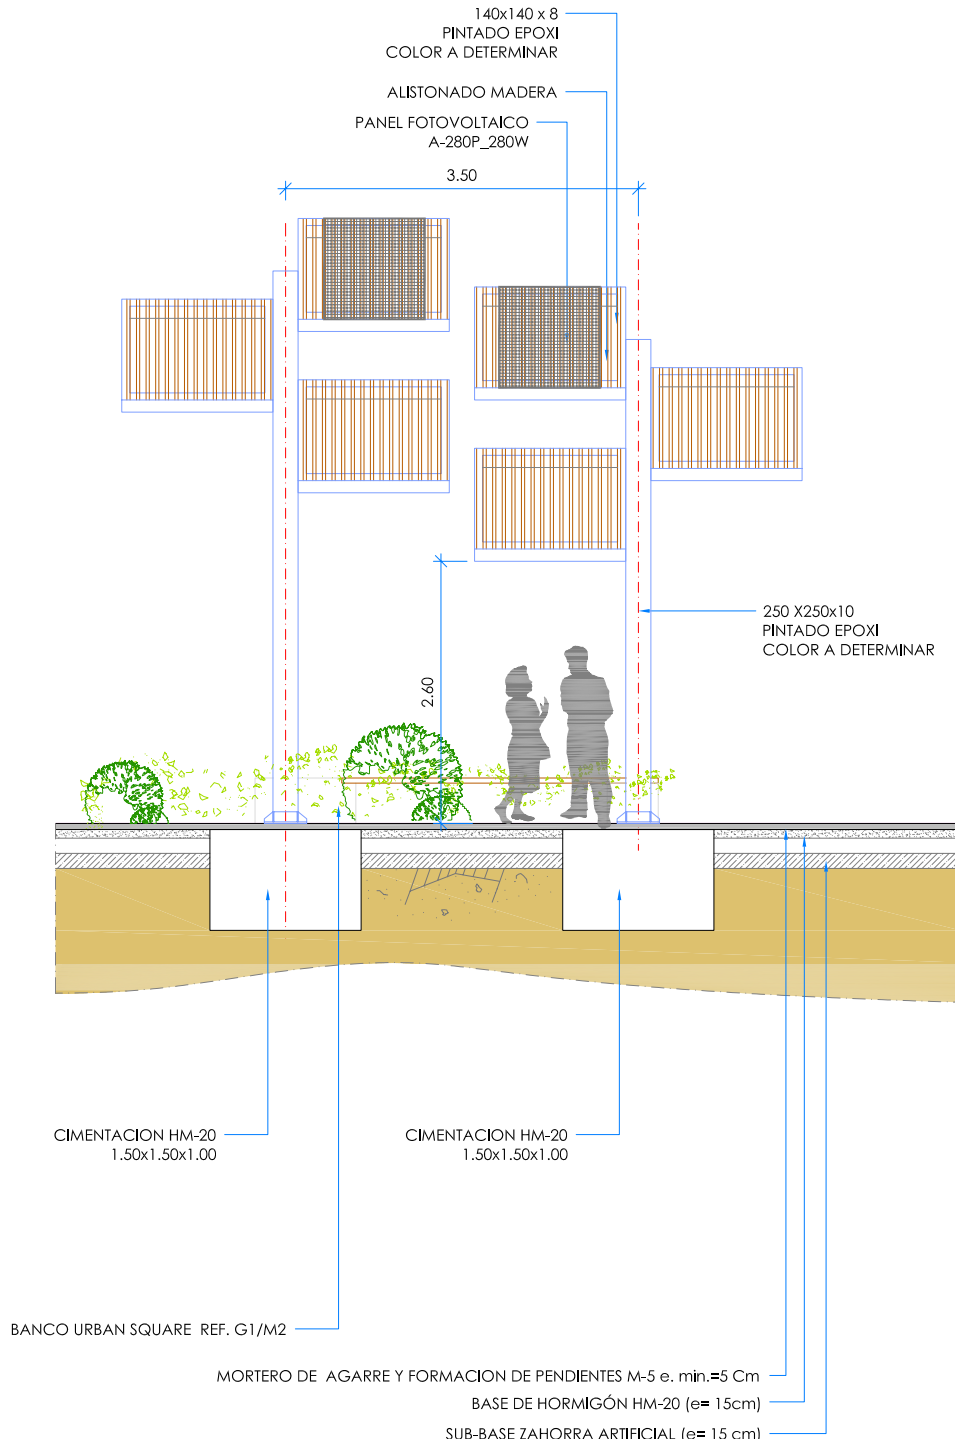 140x140 x 8
PINTADO EPOXI
COLOR A DETERMINAR
ALISTONADO MADERA
PANEL FOTOVOLTAICO
A-280P_280W
3.50
250 X250x10
PINTADO EPOXI
COLOR A DETERMINAR
2.60
CIMENTACION HM-20
1.50x1.50x1.00
CIMENTACION HM-20
1.50x1.50x1.00
BANCO URBAN SQUARE REF. G1/M2
MORTERO DE AGARRE Y FORMACION DE PENDIENTES M-5 e. min.=5 Cm
BASE DE HORMIGÓN HM-20 (e= 15cm)
SUB-BASE ZAHORRA ARTIFICIAL (e= 15 cm)